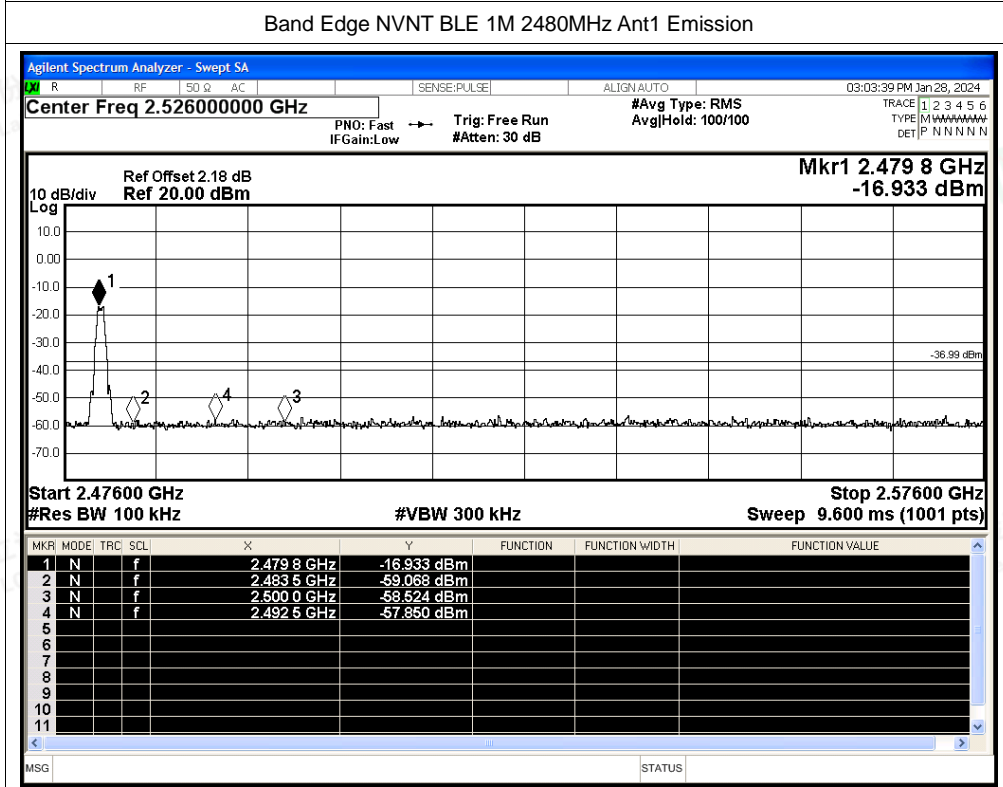 Band Edge NVNT BLE 1M 2480MHz Ant1 Emission
Agilent Spectrum Analyzer - Swept SA
LXI R RF 50 Ω AC SENSE:PULSE ALIGN AUTO 03:03:39 PM Jan 28, 2024
Center Freq 2.526000000 GHz #Avg Type: RMS TRACE 1 2 3 4 5 6
PNO: Fast Trig: Free Run Avg|Hold: 100/100 TYPE M WWWWW
IFGain:Low #Atten: 30 dB DET P N N N N N
Mkr1 2.479 8 GHz
Ref Offset 2.18 dB
10 dB/div Ref 20.00 dBm -16.933 dBm
Log
10.0
0.00
-10.0 1
-20.0
-30.0
-36.99 dBm
-40.0
-50.0 2 4 3
-60.0
-70.0
Start 2.47600 GHz Stop 2.57600 GHz
#Res BW 100 kHz #VBW 300 kHz Sweep 9.600 ms (1001 pts)
MKR MODE TRC SCL X Y FUNCTION FUNCTION WIDTH FUNCTION VALUE
1 N f 2.479 8 GHz -16.933 dBm
2 N f 2.483 5 GHz -59.068 dBm
3 N f 2.500 0 GHz -58.524 dBm
4 N f 2.492 5 GHz -57.850 dBm
5
6
7
8
9
10
11
MSG STATUS